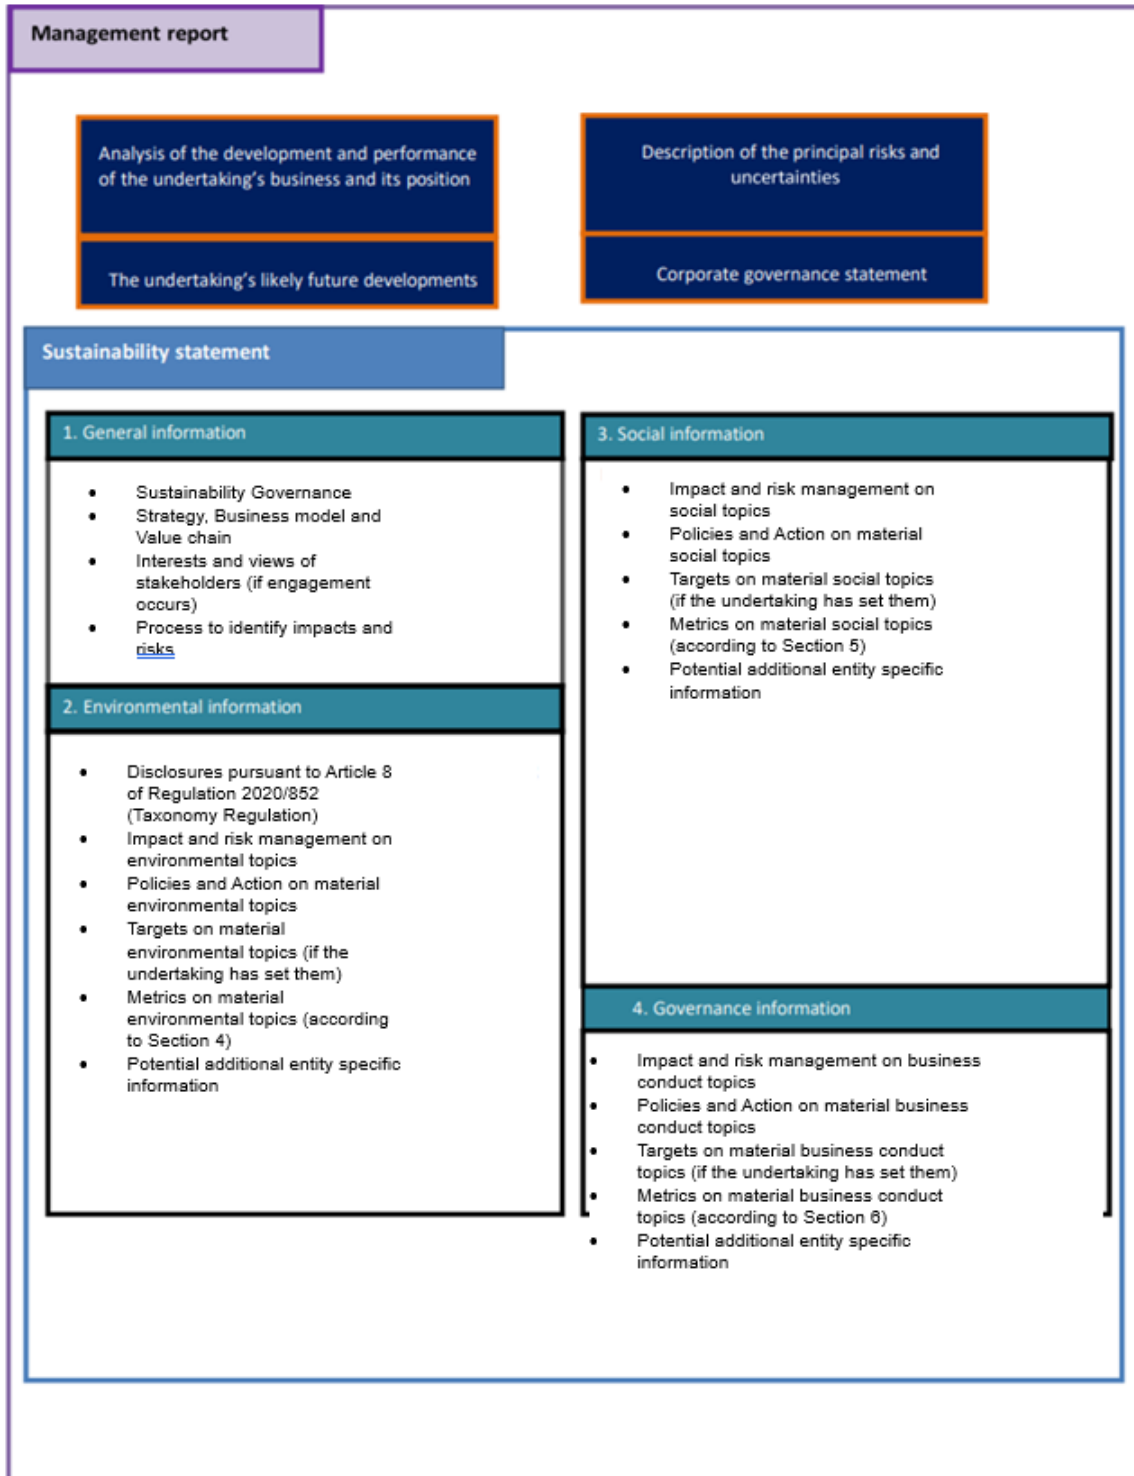 Management report
Analysis of the development and performance
of the undertaking's business and its position
Description of the principal risks and
uncertainties
The undertaking's likely future developments
Corporate governance statement
Sustainability statement
1. General information
• Sustainability Governance
• Strategy, Business model and
Value chain
• Interests and views of
stakeholders (if engagement
occurs)
• Process to identify impacts and
risks
2. Environmental information
• Disclosures pursuant to Article 8
of Regulation 2020/852
(Taxonomy Regulation)
• Impact and risk management on
environmental topics
• Policies and Action on material
environmental topics
• Targets on material
environmental topics (if the
undertaking has set them)
• Metrics on material
environmental topics (according
to Section 4)
• Potential additional entity specific
information
3. Social information
• Impact and risk management on
social topics
• Policies and Action on material
social topics
• Targets on material social topics
(if the undertaking has set them)
• Metrics on material social topics
(according to Section 5)
• Potential additional entity specific
information
4. Governance information
• Impact and risk management on business
conduct topics
• Policies and Action on material business
conduct topics
• Targets on material business conduct
topics (if the undertaking has set them)
• Metrics on material business conduct
topics (according to Section 6)
• Potential additional entity specific
information